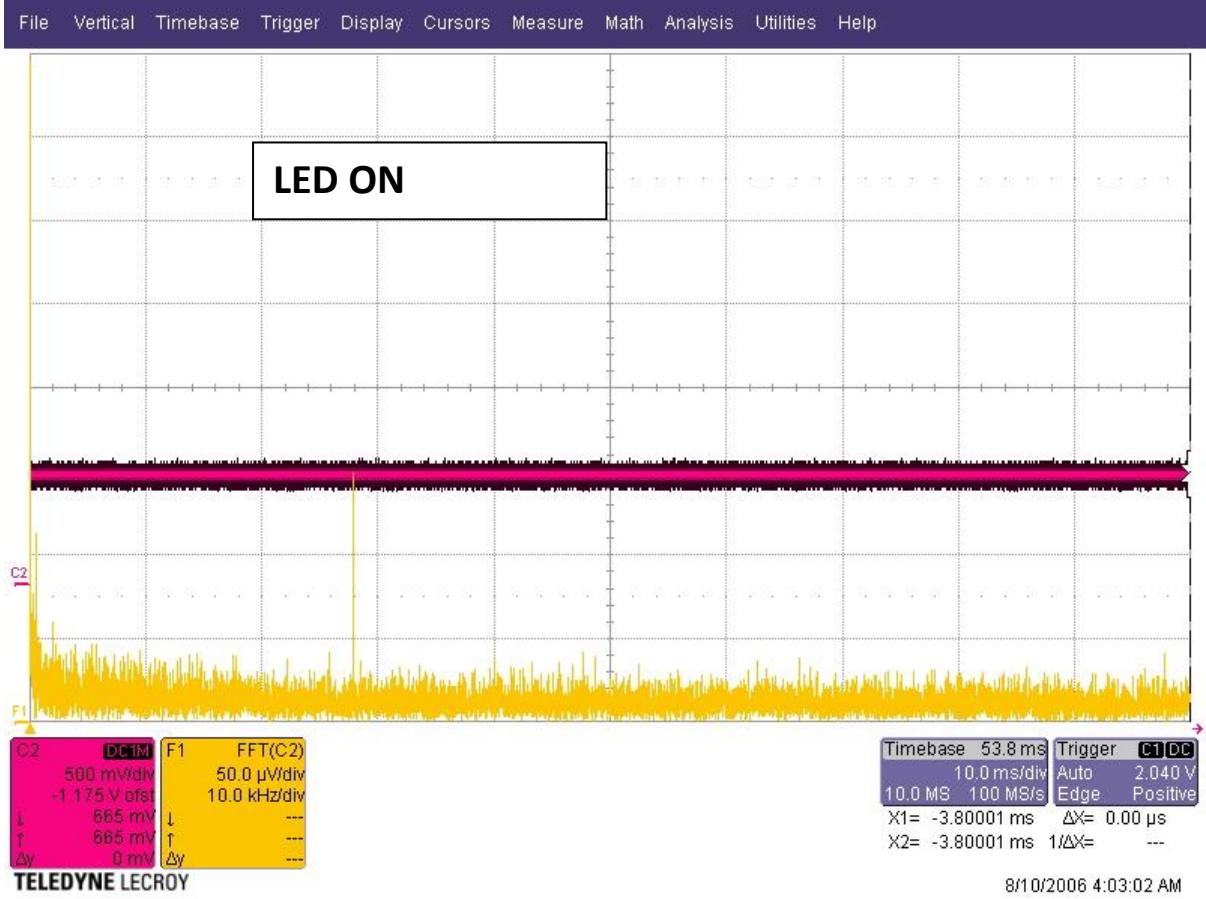 File Vertical Timebase Trigger Display Cursors Measure Math Analysis Utilities Help
LED ON
C2
F1
C2 DC1M
500 mV/div
-1.175 V ofst
↓ 665 mV
↑ 665 mV
Δy 0 mV
F1 FFT(C2)
50.0 µV/div
10.0 kHz/div
↓ ---
↑ ---
Δy ---
Timebase 53.8 ms
10.0 ms/div
10.0 MS 100 MS/s
Trigger C1 DC
Auto 2.040 V
Edge Positive
X1= -3.80001 ms ΔX= 0.00 µs
X2= -3.80001 ms 1/ΔX= ---
TELEDYNE LECROY
8/10/2006 4:03:02 AM